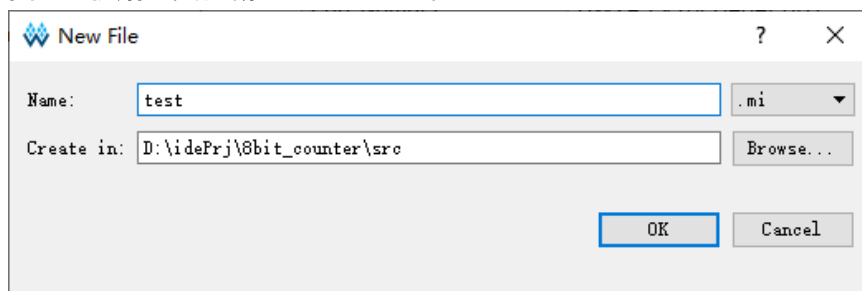 New File
Name: test .mi
Create in: D:\idePrj\8bit_counter\src Browse...
OK Cancel